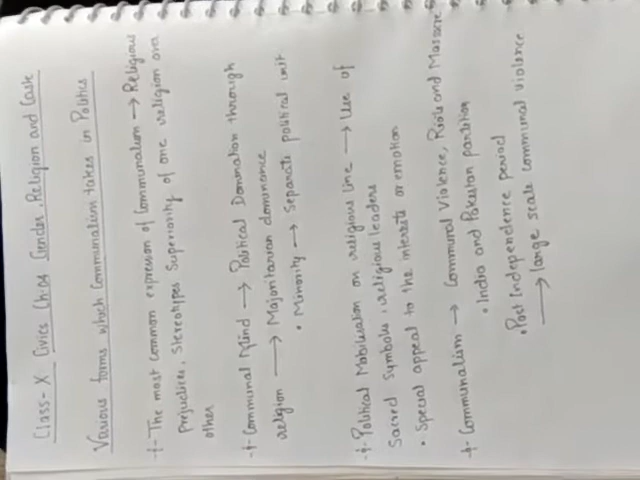 Class-X Civics Ch:04 Gender, Religion and Caste
Various forms which Communalism takes in Politics
+ The most common expression of Communalism → Religious
Prejudices, Stereotypes Superiority of one religion over
other
+ Communal Mind → Political Domination through
religion → Majoritarian dominance
• Minority → Separate political unit
+ Political Mobilisation on religious line → Use of
Sacred Symbols, religious leaders
• Special appeal to the interests or emotion
+ Communalism → Communal Violence, Riots and Massacre
• India and Pakistan partition
• Post Independence period
→ large scale communal violence